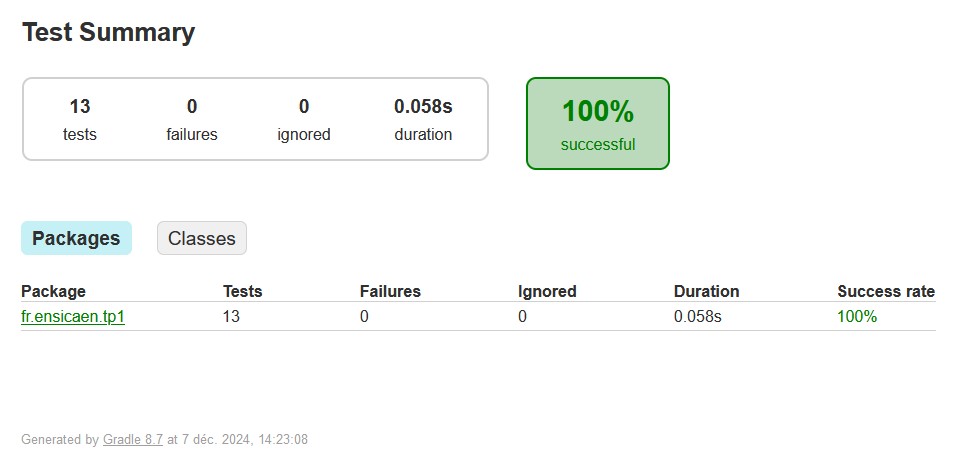 Test Summary
13 0 0 0.058s
tests failures ignored duration
100%
successful
Packages Classes
Package Tests Failures Ignored Duration Success rate
fr.ensicaen.tp1 13 0 0 0.058s 100%
Generated by Gradle 8.7 at 7 déc. 2024, 14:23:08